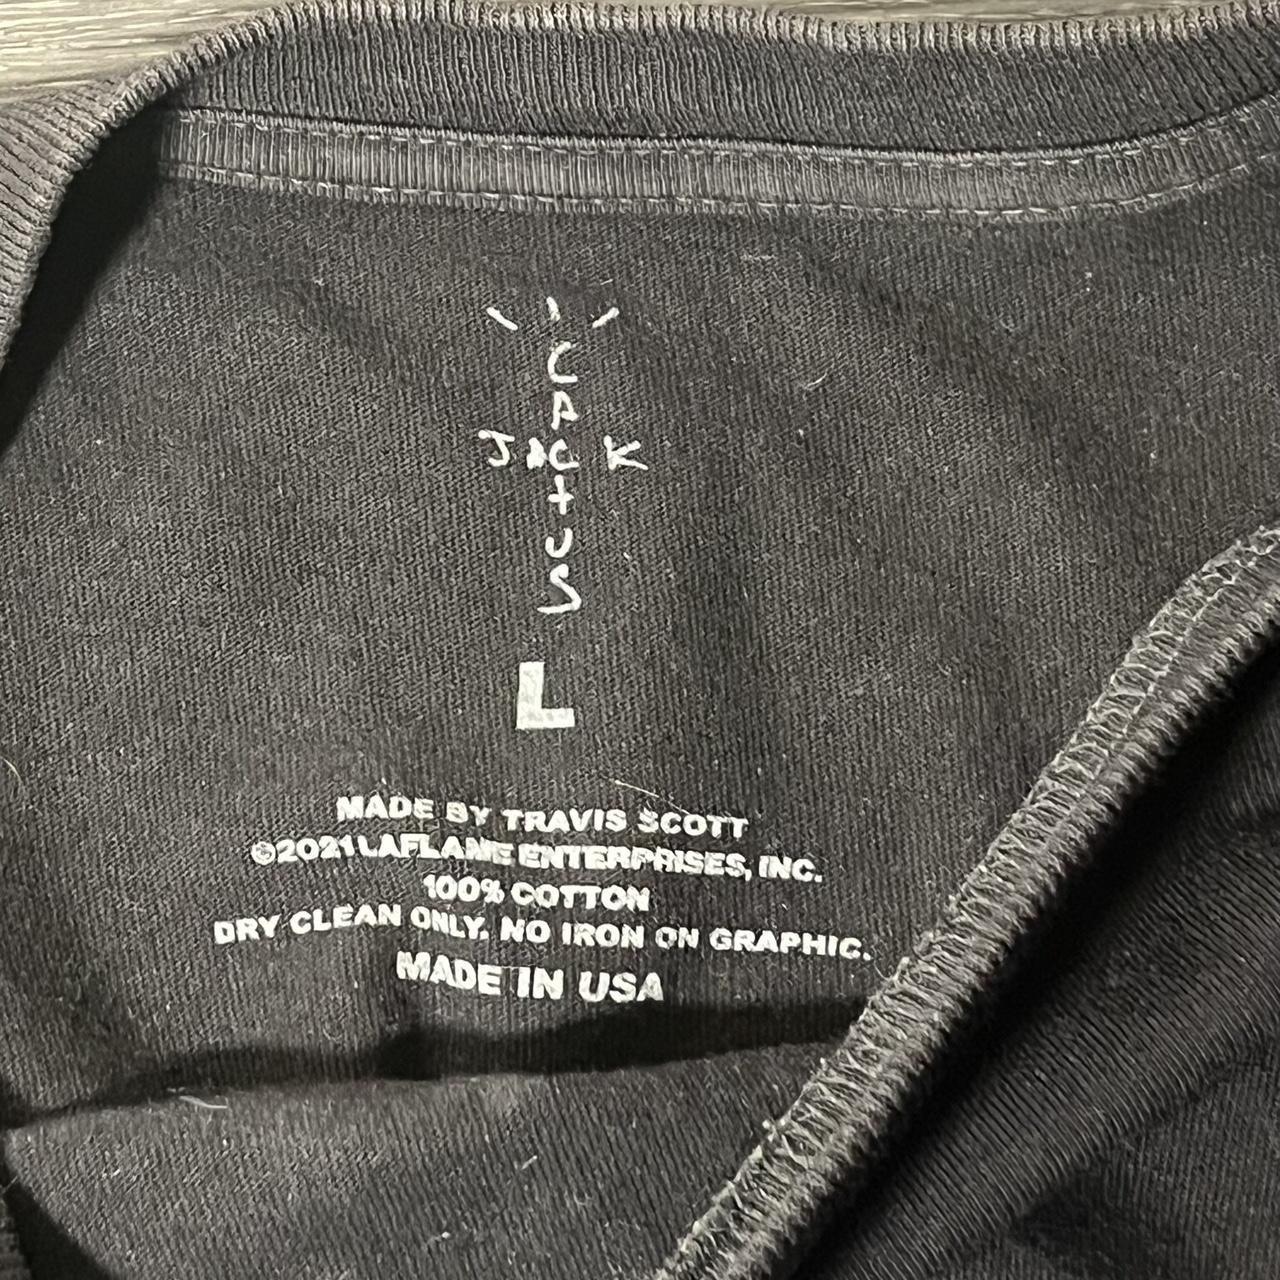 CACTUS
JACK
L
MADE BY TRAVIS SCOTT
©2021 LAFLAME ENTERPRISES, INC.
100% COTTON
DRY CLEAN ONLY. NO IRON ON GRAPHIC.
MADE IN USA